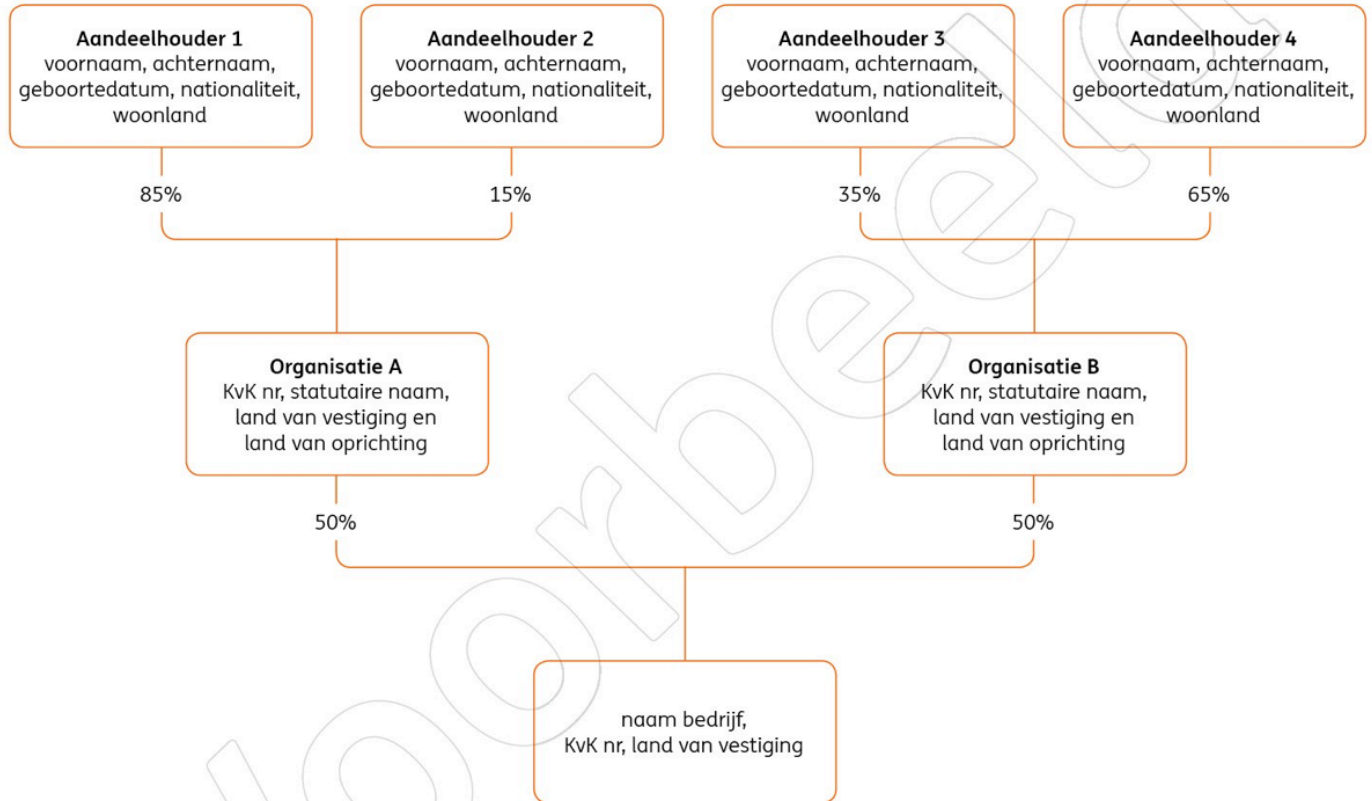 Aandeelhouder 1
voornaam, achternaam,
geboortedatum, nationaliteit,
woonland
Aandeelhouder 2
voornaam, achternaam,
geboortedatum, nationaliteit,
woonland
Aandeelhouder 3
voornaam, achternaam,
geboortedatum, nationaliteit,
woonland
Aandeelhouder 4
voornaam, achternaam,
geboortedatum, nationaliteit,
woonland
85%
15%
35%
65%
Organisatie A
KvK nr, statutaire naam,
land van vestiging en
land van oprichting
Organisatie B
KvK nr, statutaire naam,
land van vestiging en
land van oprichting
50%
50%
naam bedrijf,
KvK nr, land van vestiging
Voorbeeld